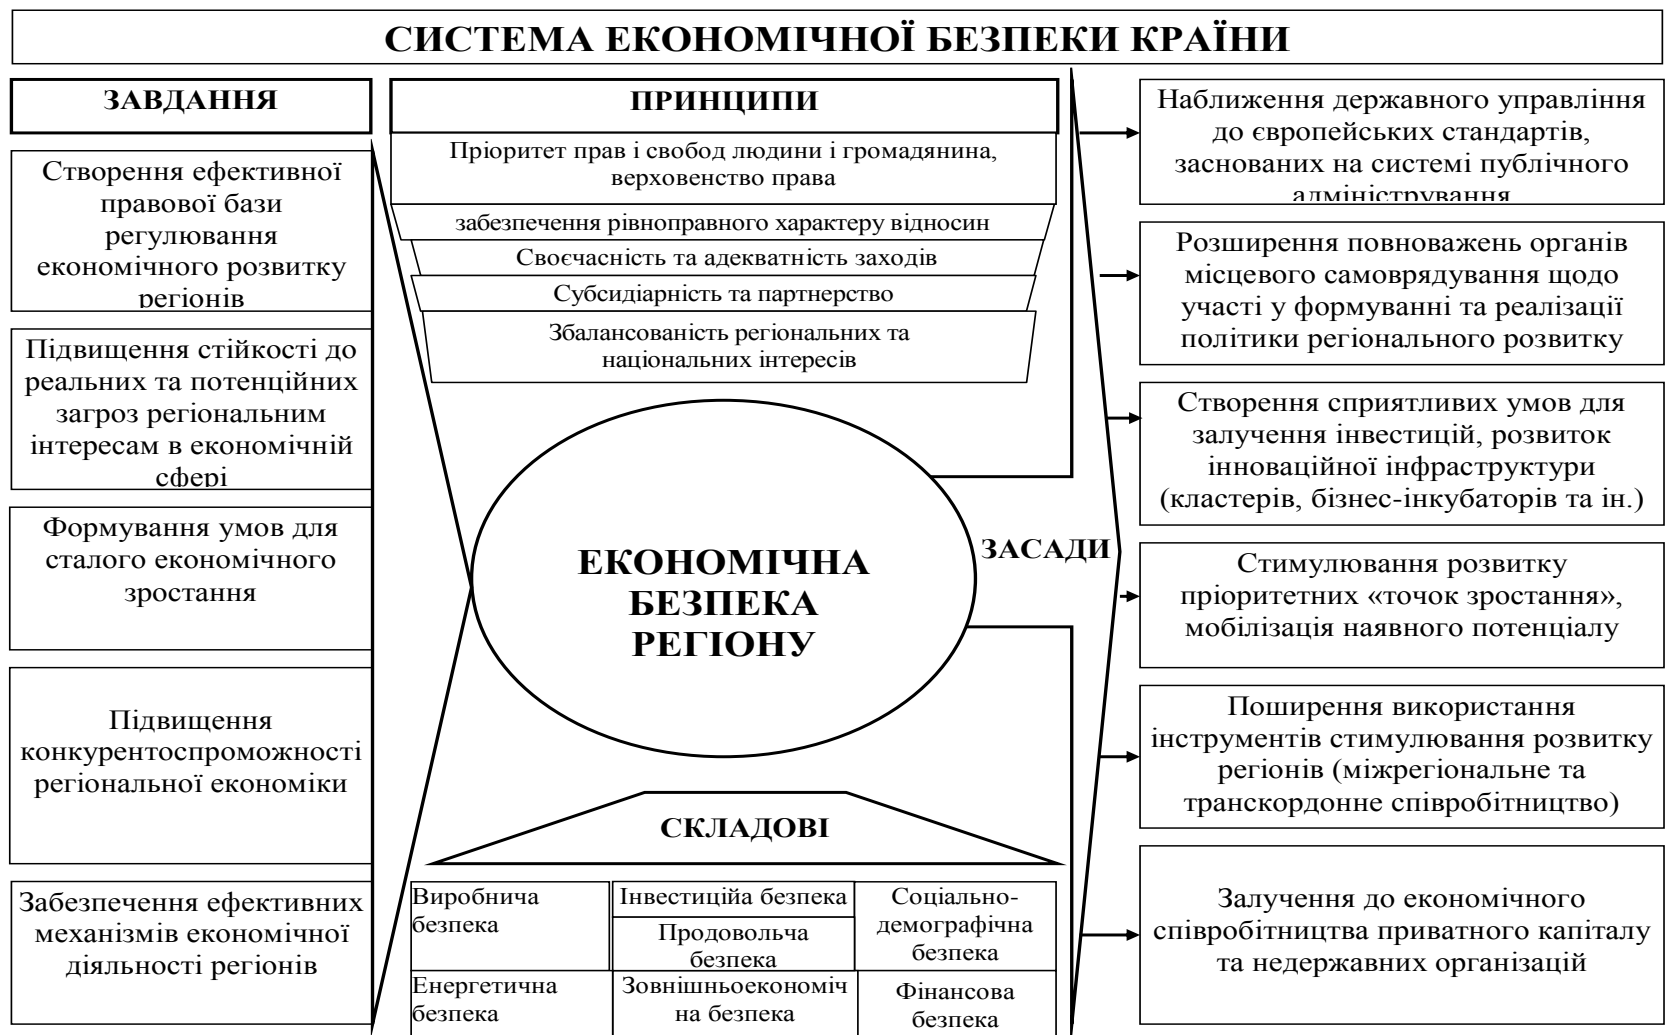 СИСТЕМА ЕКОНОМІЧНОЇ БЕЗПЕКИ КРАЇНИ
ЗАВДАННЯ
Створення ефективної
правової бази
регулювання
економічного розвитку
регіонів
Підвищення стійкості до
реальних та потенційних
загроз регіональним
інтересам в економічній
сфері
Формування умов для
сталого економічного
зростання
Підвищення
конкурентоспроможності
регіональної економіки
Забезпечення ефективних
механізмів економічної
діяльності регіонів
ПРИНЦИПИ
Пріоритет прав і свобод людини і громадянина,
верховенство права
забезпечення рівноправного характеру відносин
Своєчасність та адекватність заходів
Субсидіарність та партнерство
Збалансованість регіональних та
національних інтересів
ЕКОНОМІЧНА
БЕЗПЕКА
РЕГІОНУ
СКЛАДОВІ
Виробнича
безпека
Інвестиційа безпека
Продовольча
безпека
Соціально-
демографічна
безпека
Енергетична
безпека
Зовнішньоекономіч
на безпека
Фінансова
безпека
ЗАСАДИ
Наближення державного управління
до європейських стандартів,
заснованих на системі публічного
адміністрування
Розширення повноважень органів
місцевого самоврядування щодо
участі у формуванні та реалізації
політики регіонального розвитку
Створення сприятливих умов для
залучення інвестицій, розвиток
інноваційної інфраструктури
(кластерів, бізнес-інкубаторів та ін.)
Стимулювання розвитку
пріоритетних «точок зростання»,
мобілізація наявного потенціалу
Поширення використання
інструментів стимулювання розвитку
регіонів (міжрегіональне та
транскордонне співробітництво)
Залучення до економічного
співробітництва приватного капіталу
та недержавних організацій